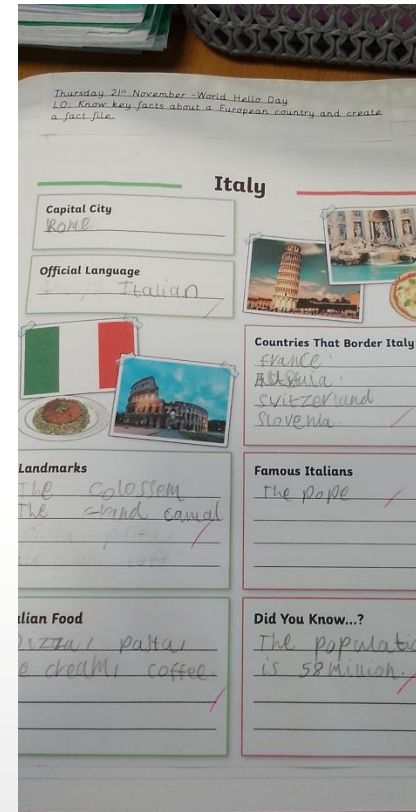 Thursday 21st November - World Hello Day
LO: Know key facts about a European country and create
a fact file.
Italy
Capital City
Rome
Official Language
Italian
Countries That Border Italy
France
Austria
Switzerland
Slovenia
Landmarks
The Colossem
The Grand canal
Famous Italians
The Pope
lian Food
pizza, pasta,
e cream, coffee.
Did You Know...?
The populatio
is 58 million.